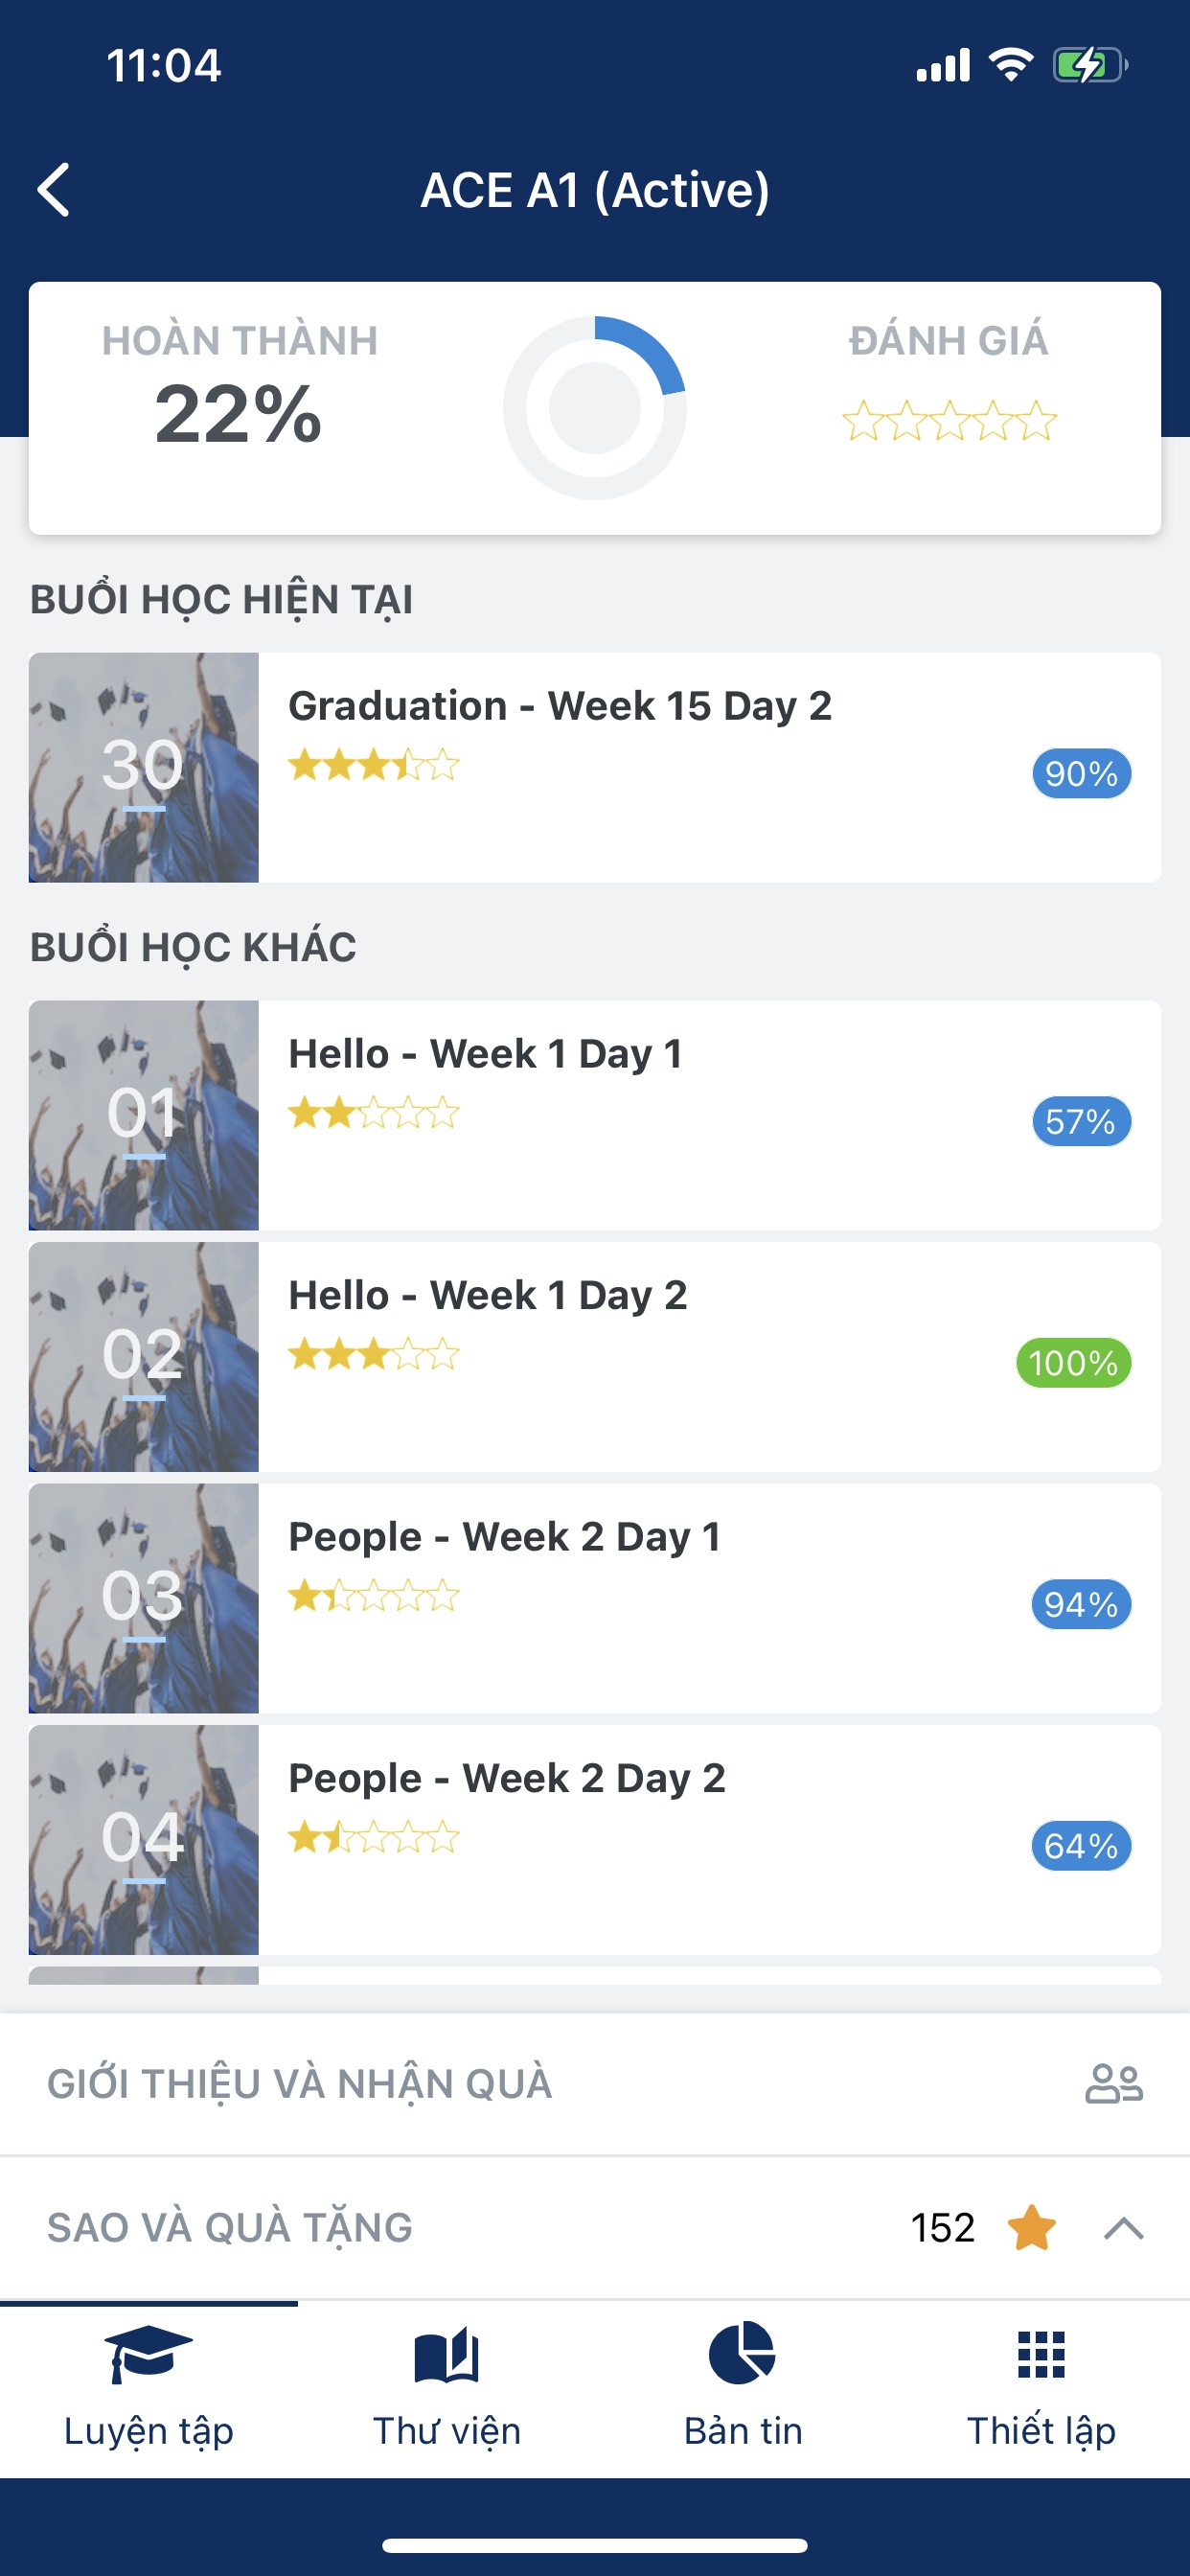 11:04
ACE A1 (Active)
HOÀN THÀNH
22%
ĐÁNH GIÁ
BUỔI HỌC HIỆN TẠI
30
Graduation - Week 15 Day 2
90%
BUỔI HỌC KHÁC
01
Hello - Week 1 Day 1
57%
02
Hello - Week 1 Day 2
100%
03
People - Week 2 Day 1
94%
04
People - Week 2 Day 2
64%
GIỚI THIỆU VÀ NHẬN QUÀ
SAO VÀ QUÀ TẶNG
152
Luyện tập
Thư viện
Bản tin
Thiết lập